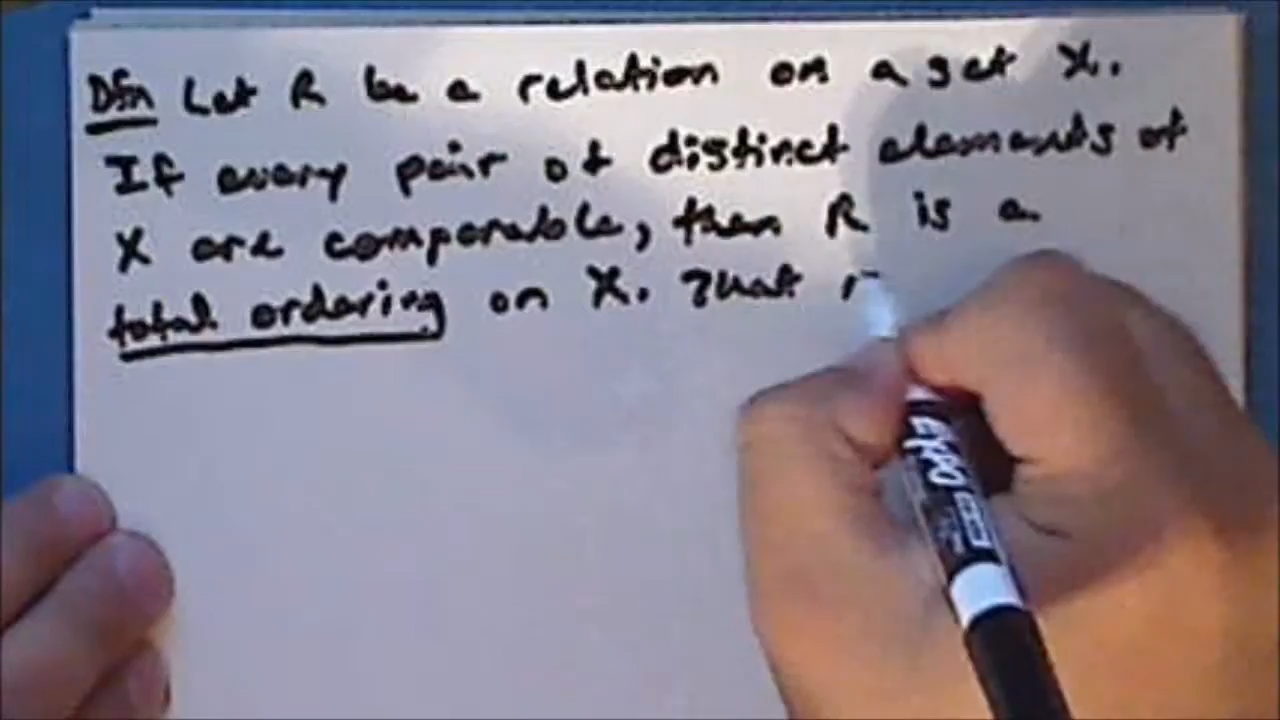 Dfn Let R be a relation on a set X.
If every pair of distinct elements of
X are comparable, then R is a
total ordering on X. That i
EXPO